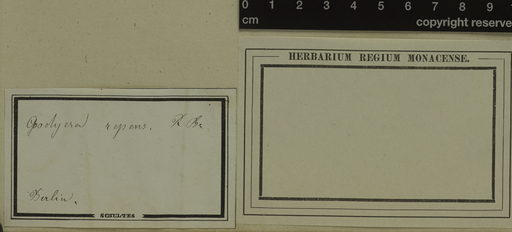 0 1 2 3 4 5 6 7 8 9
cm
copyright reserve
HERBARIUM REGIUM MONACENSE.
Goodyera repens. R. Br.
Berlin.
SCHULTES